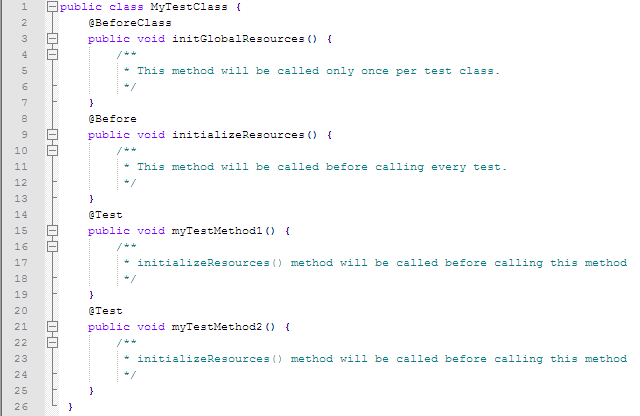 1 public class MyTestClass {
2 @BeforeClass
3 public void initGlobalResources() {
4 /**
5 * This method will be called only once per test class.
6 */
7 }
8 @Before
9 public void initializeResources() {
10 /**
11 * This method will be called before calling every test.
12 */
13 }
14 @Test
15 public void myTestMethod1() {
16 /**
17 * initializeResources() method will be called before calling this method
18 */
19 }
20 @Test
21 public void myTestMethod2() {
22 /**
23 * initializeResources() method will be called before calling this method
24 */
25 }
26 }